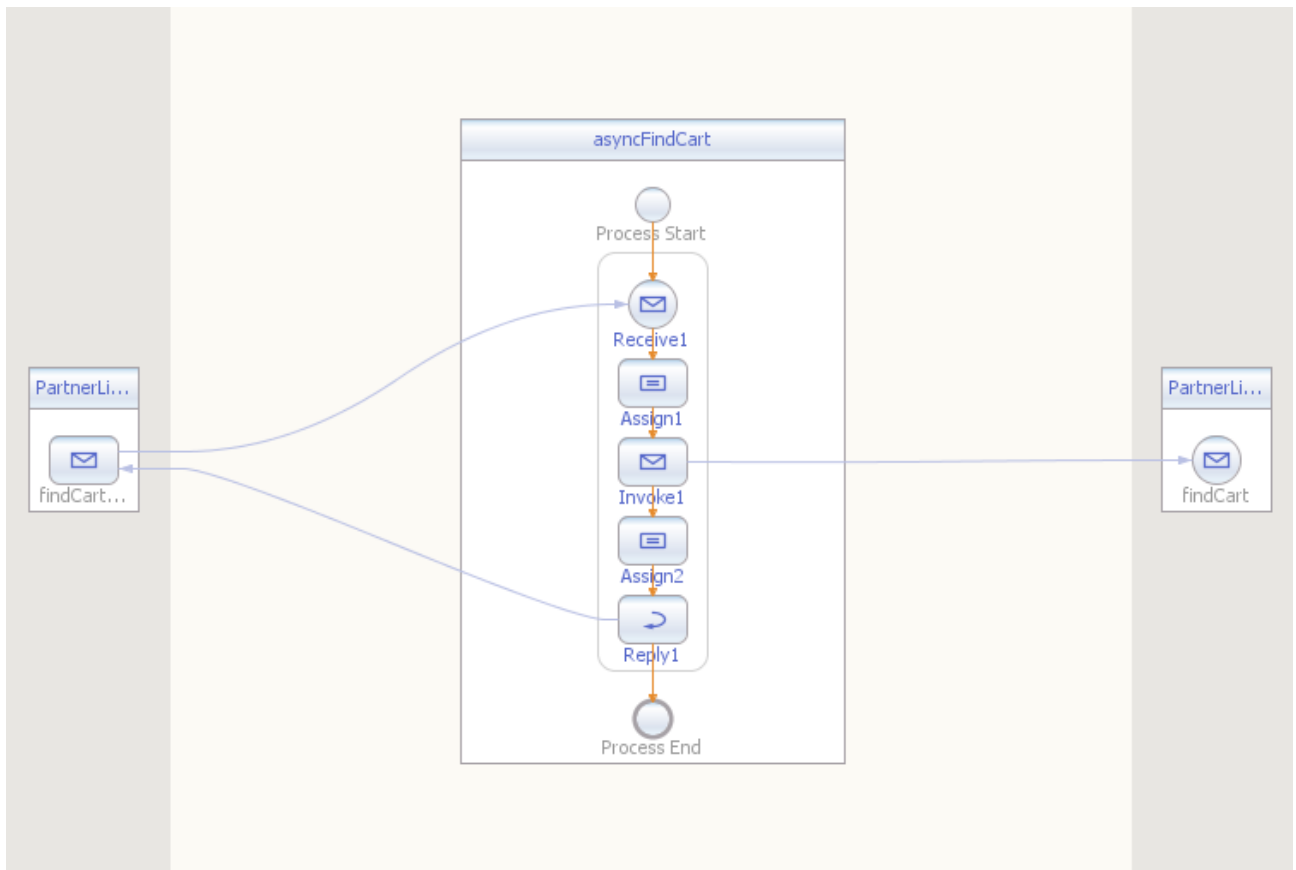 asyncFindCart
Process Start
Receive1
PartnerLi...
PartnerLi...
Assign1
findCart...
Invoke1
findCart
Assign2
Reply1
Process End